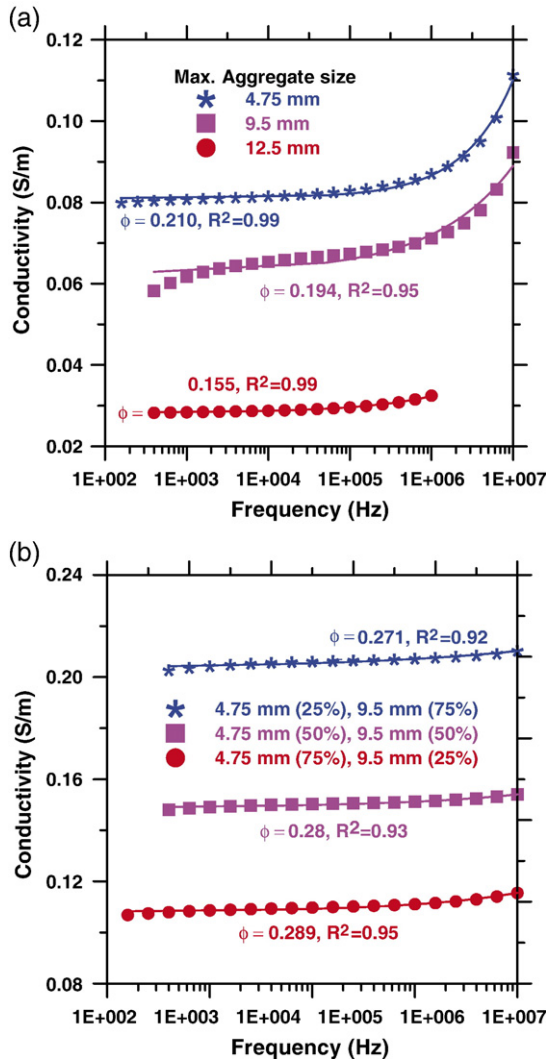 (a)
0.12
0.10
0.08
0.06
0.04
0.02
Conductivity (S/m)
Max. Aggregate size
4.75 mm
9.5 mm
12.5 mm
ϕ = 0.210, R²=0.99
ϕ = 0.194, R²=0.95
0.155, R²=0.99
ϕ =
1E+002 1E+003 1E+004 1E+005 1E+006 1E+007
Frequency (Hz)
(b)
0.24
0.20
0.16
0.12
0.08
Conductivity (S/m)
ϕ = 0.271, R²=0.92
4.75 mm (25%), 9.5 mm (75%)
4.75 mm (50%), 9.5 mm (50%)
4.75 mm (75%), 9.5 mm (25%)
ϕ = 0.28, R²=0.93
ϕ = 0.289, R²=0.95
1E+002 1E+003 1E+004 1E+005 1E+006 1E+007
Frequency (Hz)